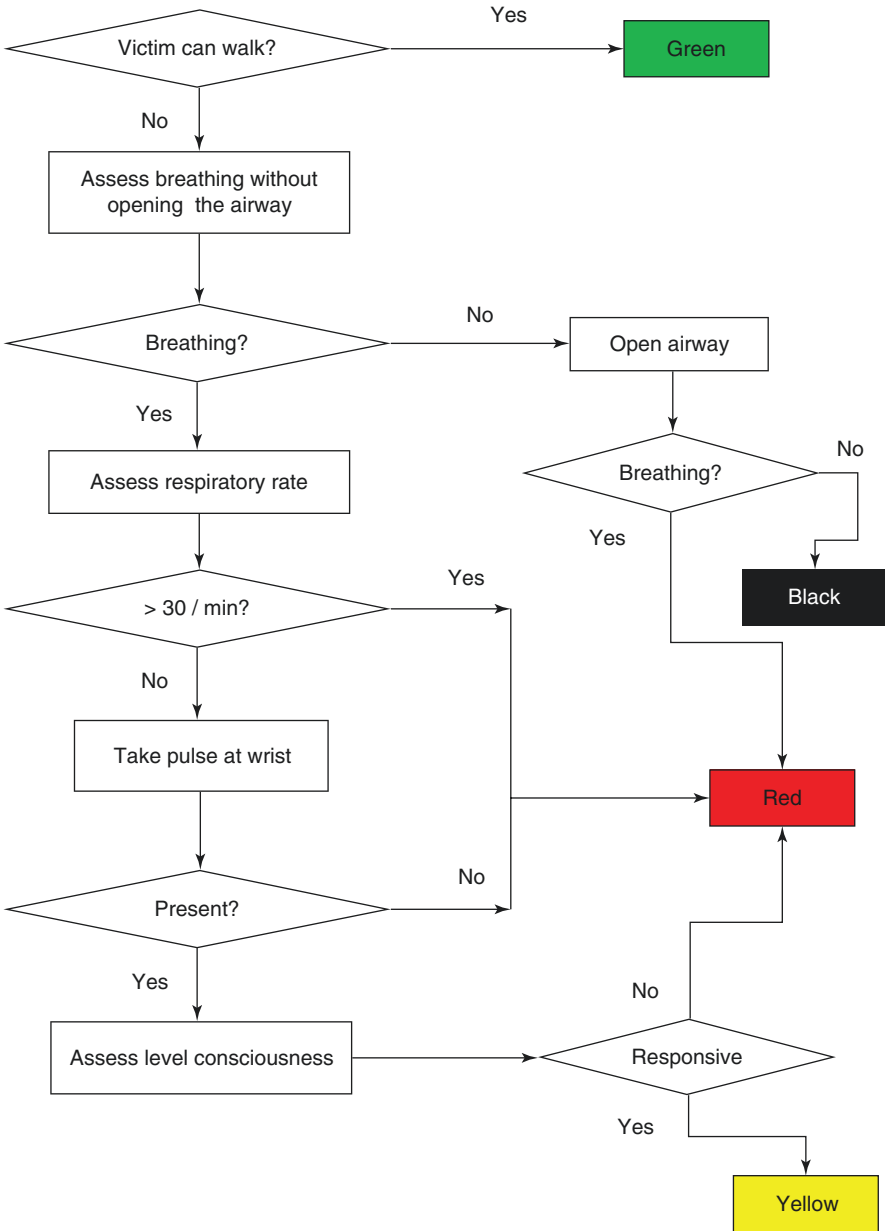 Victim can walk?
Yes
Green
No
Assess breathing without
opening the airway
Breathing?
No
Open airway
Yes
Breathing?
No
Assess respiratory rate
Yes
Black
> 30 / min?
Yes
No
Take pulse at wrist
Red
Present?
No
Yes
No
Assess level consciousness
Responsive
Yes
Yellow